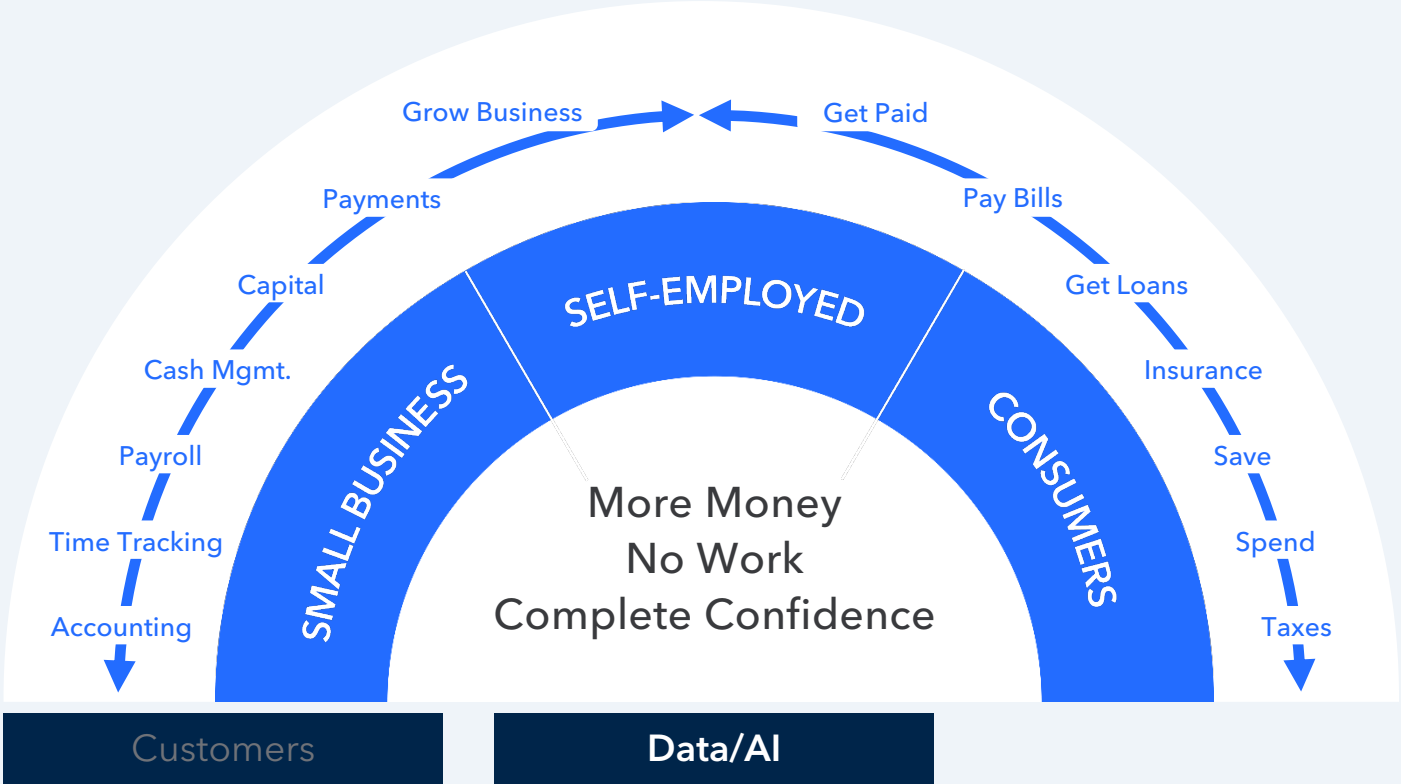 Grow Business
Get Paid
Payments
Pay Bills
Capital
Get Loans
Cash Mgmt.
Insurance
Payroll
Save
Time Tracking
Spend
Accounting
Taxes
SMALL BUSINESS
SELF-EMPLOYED
CONSUMERS
More Money
No Work
Complete Confidence
Customers
Data/AI